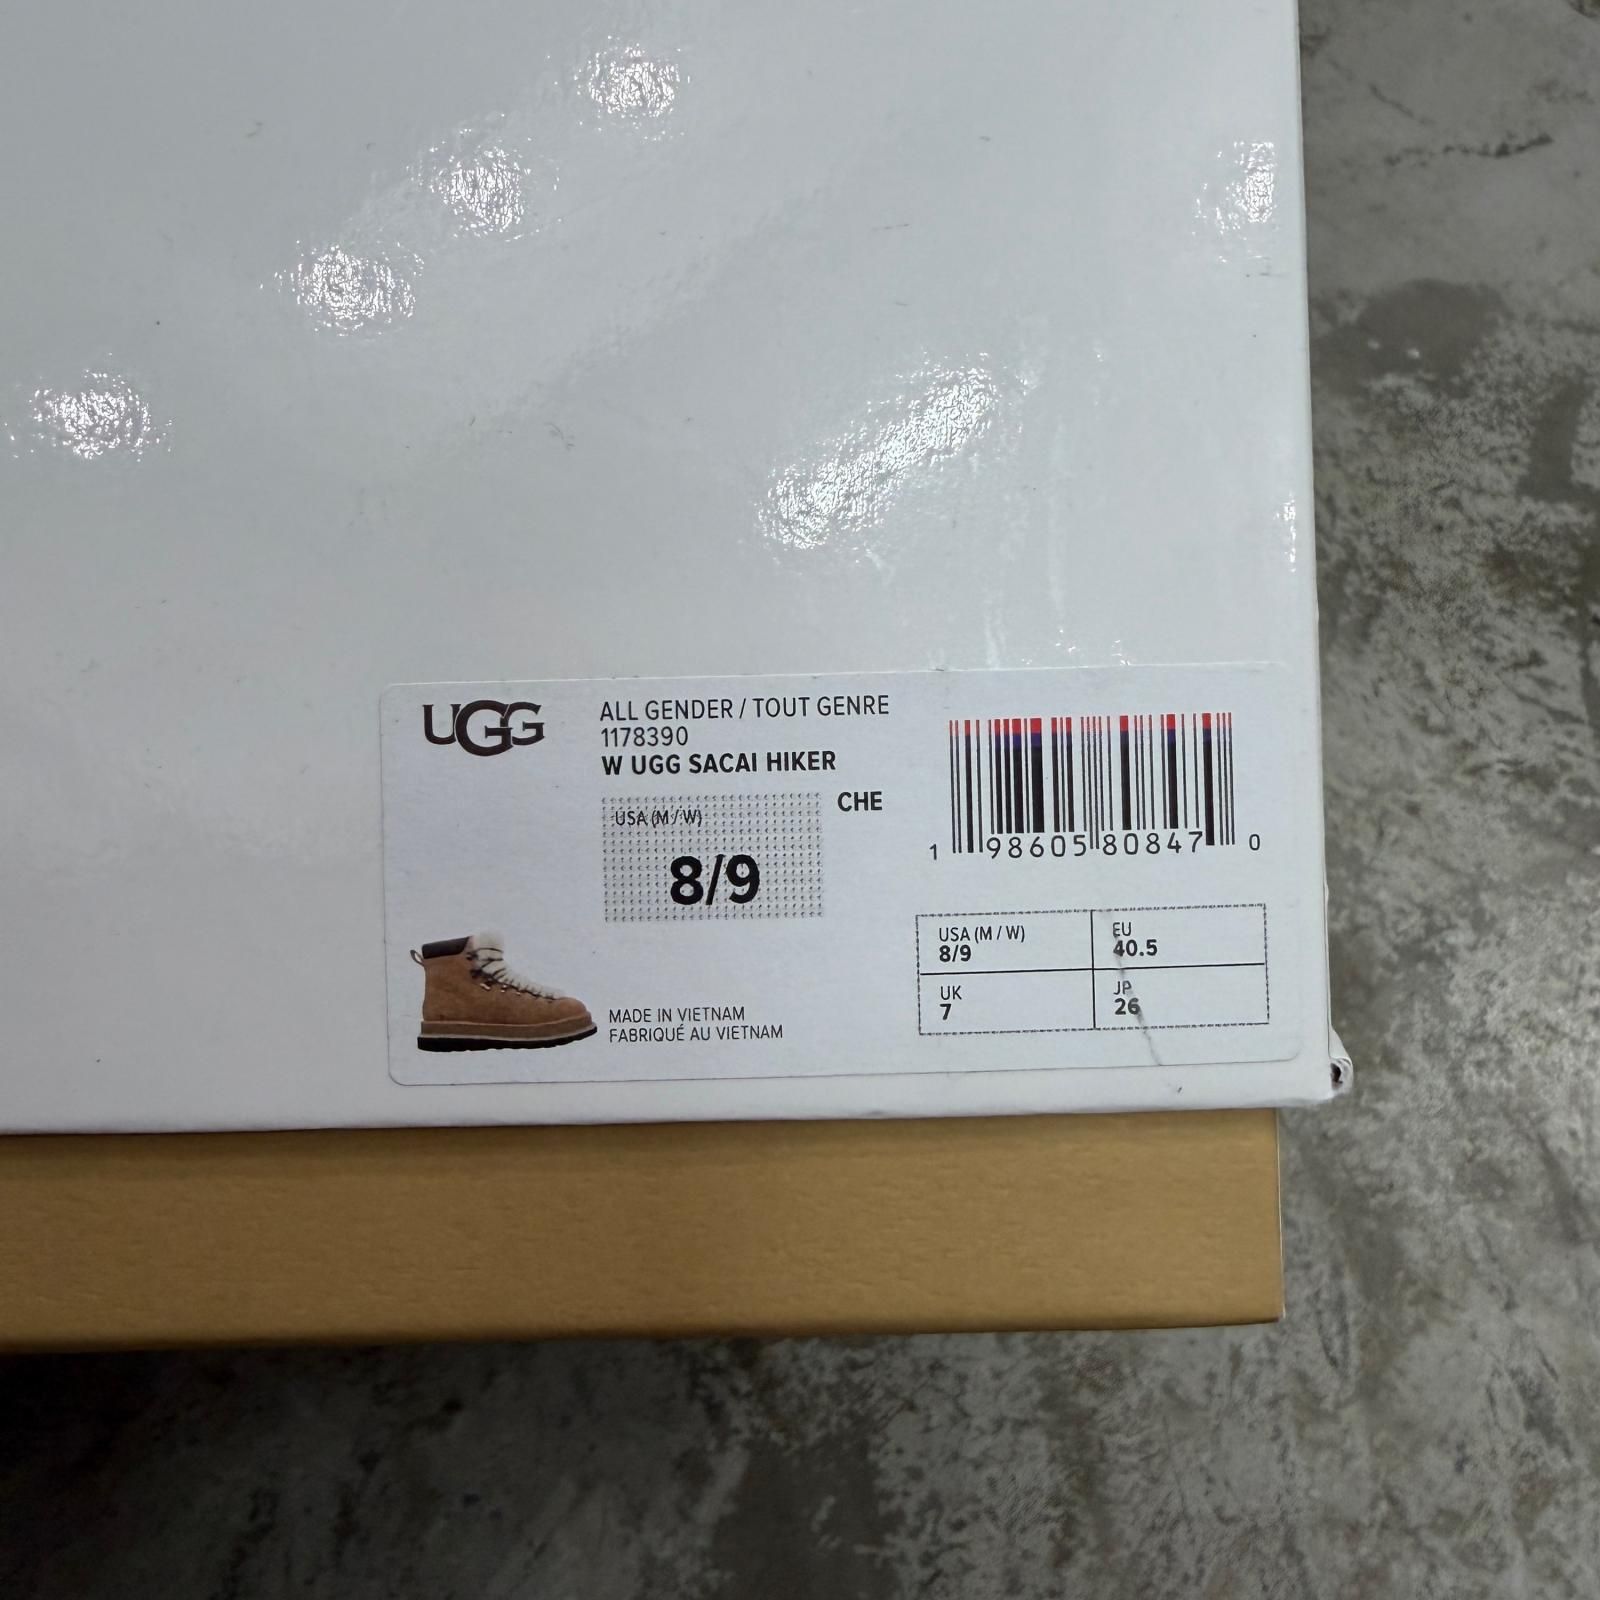 UGG
ALL GENDER / TOUT GENRE
1178390
W UGG SACAI HIKER
CHE
USA (M / W)
8/9
1 98605 80847 0
USA (M / W)
8/9
EU
40.5
UK
7
JP
26
MADE IN VIETNAM
FABRIQUÉ AU VIETNAM